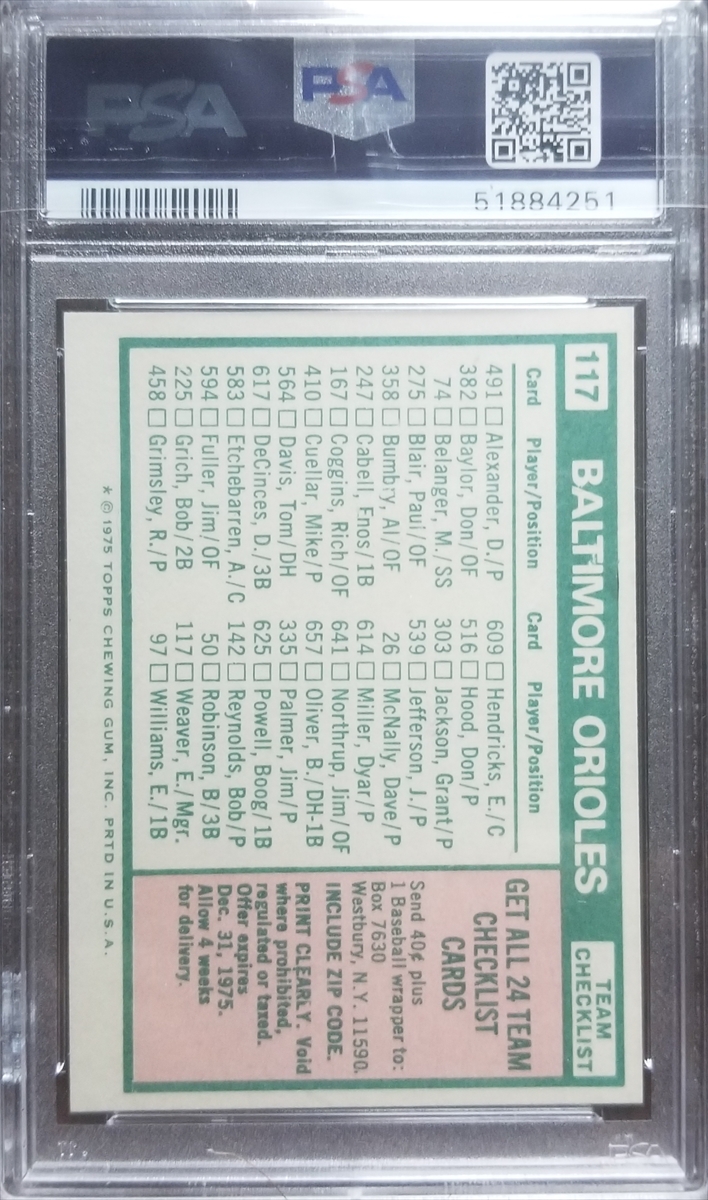 PSA
PSA
51884251
117 BALTIMORE ORIOLES TEAM CHECKLIST
Card Player/Position Card Player/Position
491 Alexander, D./P
382 Baylor, Don/OF
74 Belanger, M./SS
275 Blair, Paul/OF
358 Bumbry, Al/OF
247 Cabell, Enos/1B
167 Coggins, Rich/OF
410 Cuellar, Mike/P
564 Davis, Tom/DH
617 DeCinces, D./3B
583 Etchebarren, A./C
594 Fuller, Jim/OF
225 Grich, Bob/2B
458 Grimsley, R./P
609 Hendricks, E./C
516 Hood, Don/P
303 Jackson, Grant/P
539 Jefferson, J./P
26 McNally, Dave/P
614 Miller, Dyar/P
641 Northrup, Jim/OF
657 Oliver, B./DH-1B
335 Palmer, Jim/P
625 Powell, Boog/1B
142 Reynolds, Bob/P
50 Robinson, B/3B
117 Weaver, E./Mgr.
97 Williams, E./1B
GET ALL 24 TEAM
CHECKLIST
CARDS
Send 40¢ plus
1 Baseball wrapper to:
Box 7630
Westbury, N.Y. 11590.
INCLUDE ZIP CODE.
PRINT CLEARLY. Void
where prohibited,
regulated or taxed.
Offer expires
Dec. 31, 1975.
Allow 4 weeks
for delivery.
* © 1975 TOPPS CHEWING GUM, INC. PRTD IN U.S.A.
PSA